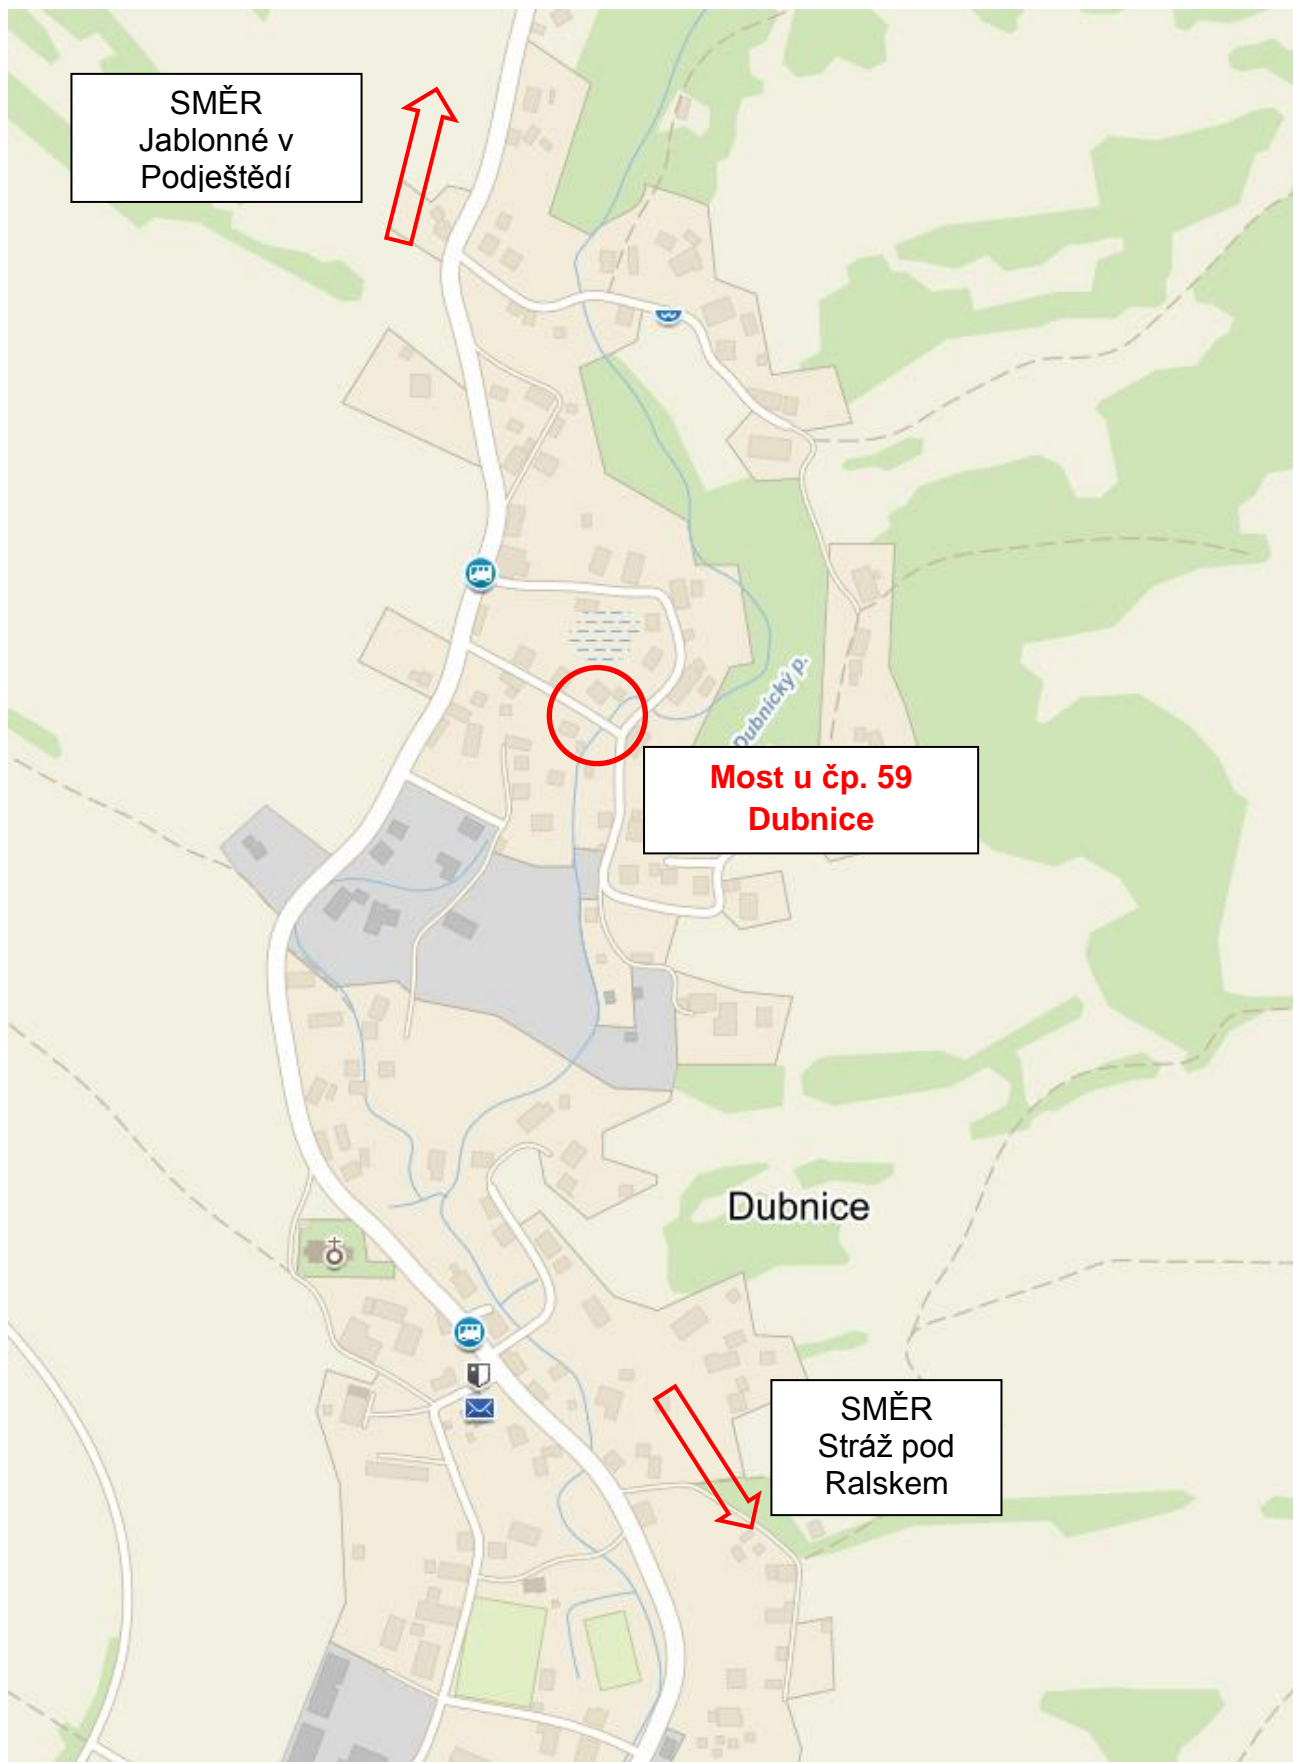 SMĚR
Jablonné v
Podještědí
Dubnický p.
Most u čp. 59
Dubnice
Dubnice
SMĚR
Stráž pod
Ralskem